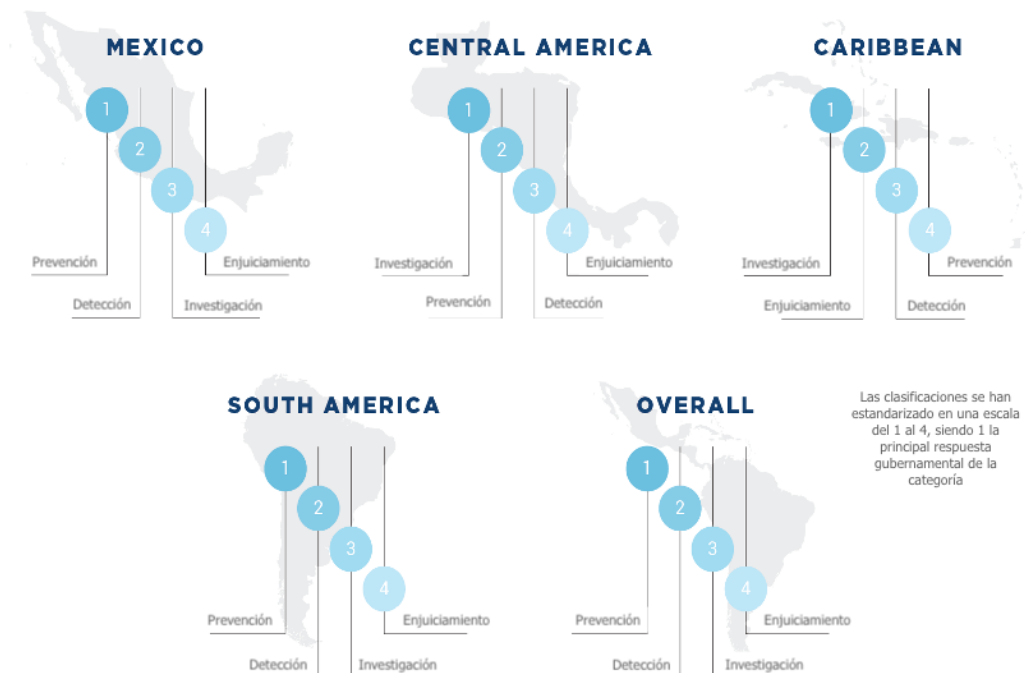 MEXICO
1
2
3
4
Prevención
Enjuiciamiento
Detección
Investigación
CENTRAL AMERICA
1
2
3
4
Investigación
Enjuiciamiento
Prevención
Detección
CARIBBEAN
1
2
3
4
Investigación
Prevención
Enjuiciamiento
Detección
SOUTH AMERICA
1
2
3
4
Prevención
Enjuiciamiento
Detección
Investigación
OVERALL
1
2
3
4
Prevención
Enjuiciamiento
Detección
Investigación
Las clasificaciones se han
estandarizado en una escala
del 1 al 4, siendo 1 la
principal respuesta
gubernamental de la
categoría